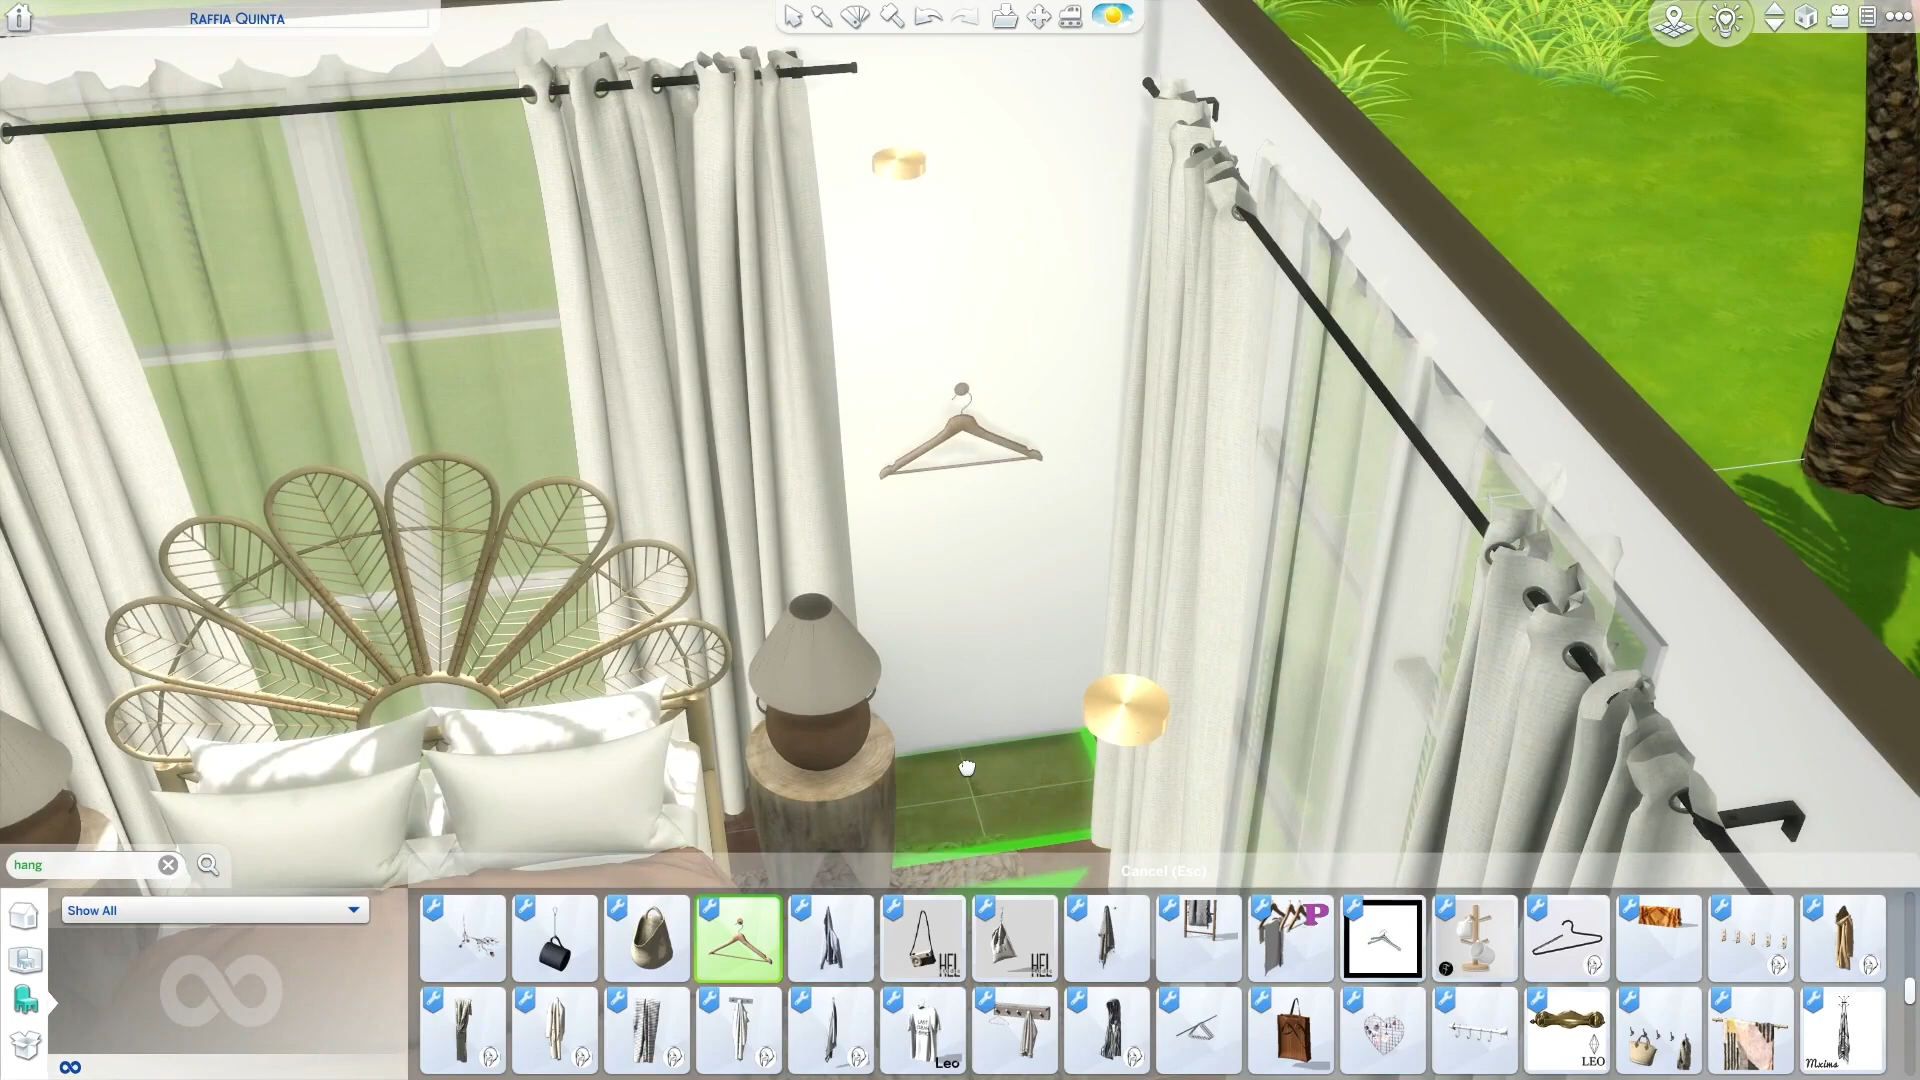 RAFFIA QUINTA
hang
Cancel (Esc)
Show All
HEL
HEL
P
Leo
LEO
Mxims